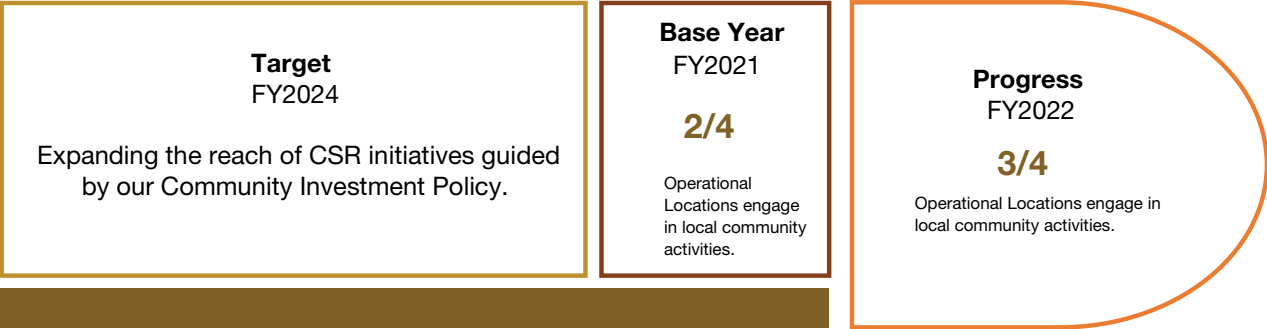 Target
FY2024
Expanding the reach of CSR initiatives guided
by our Community Investment Policy.
Base Year
FY2021
2/4
Operational
Locations engage
in local community
activities.
Progress
FY2022
3/4
Operational Locations engage in
local community activities.